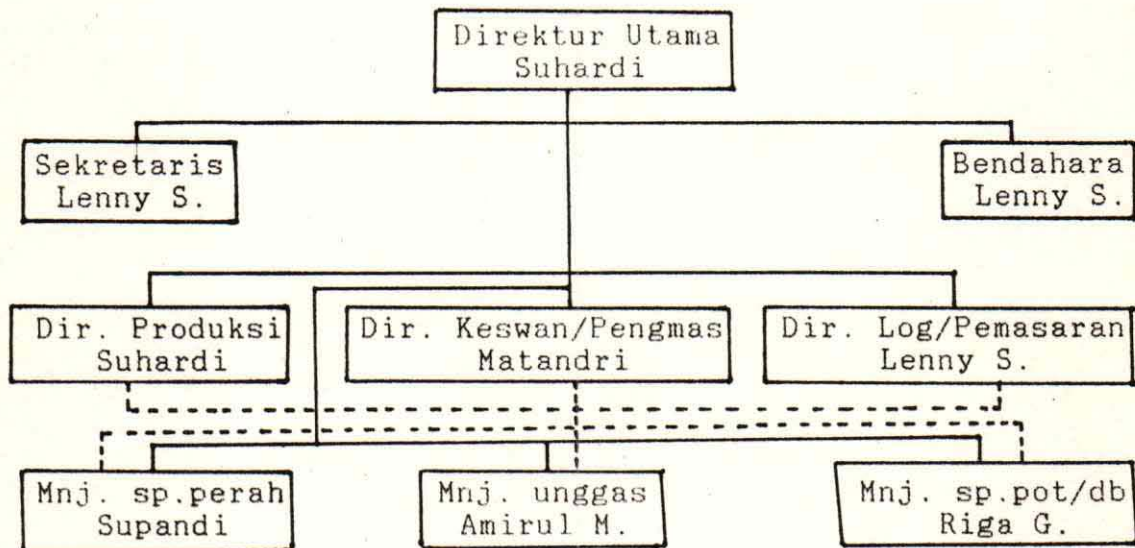 Direktur Utama
Suhardi
Sekretaris
Lenny S.
Bendahara
Lenny S.
Dir. Produksi
Suhardi
Dir. Keswan/Pengmas
Matandri
Dir. Log/Pemasaran
Lenny S.
Mnj. sp.perah
Supandi
Mnj. unggas
Amirul M.
Mnj. sp.pot/db
Riga G.